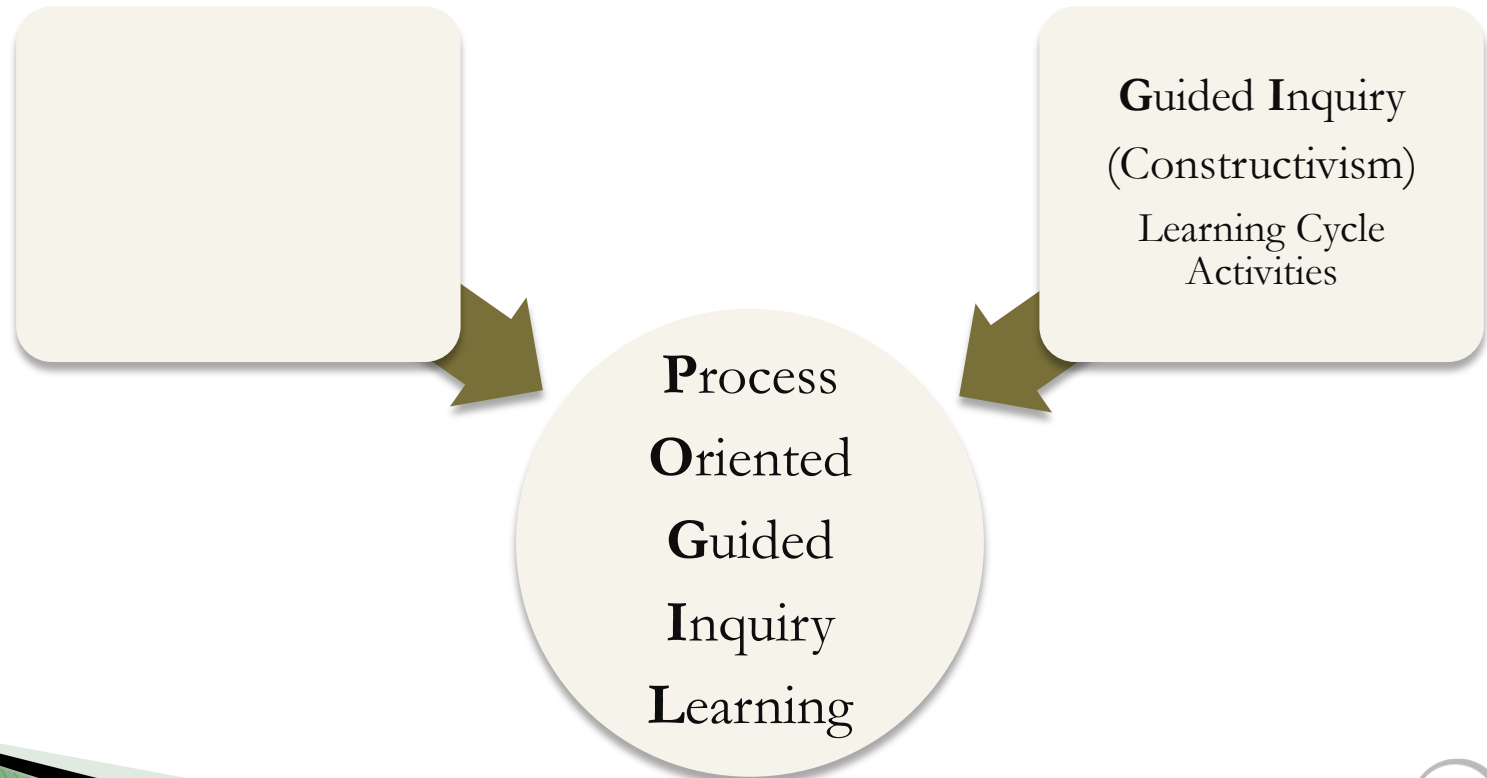 Guided Inquiry
(Constructivism)
Learning Cycle
Activities
Process
Oriented
Guided
Inquiry
Learning